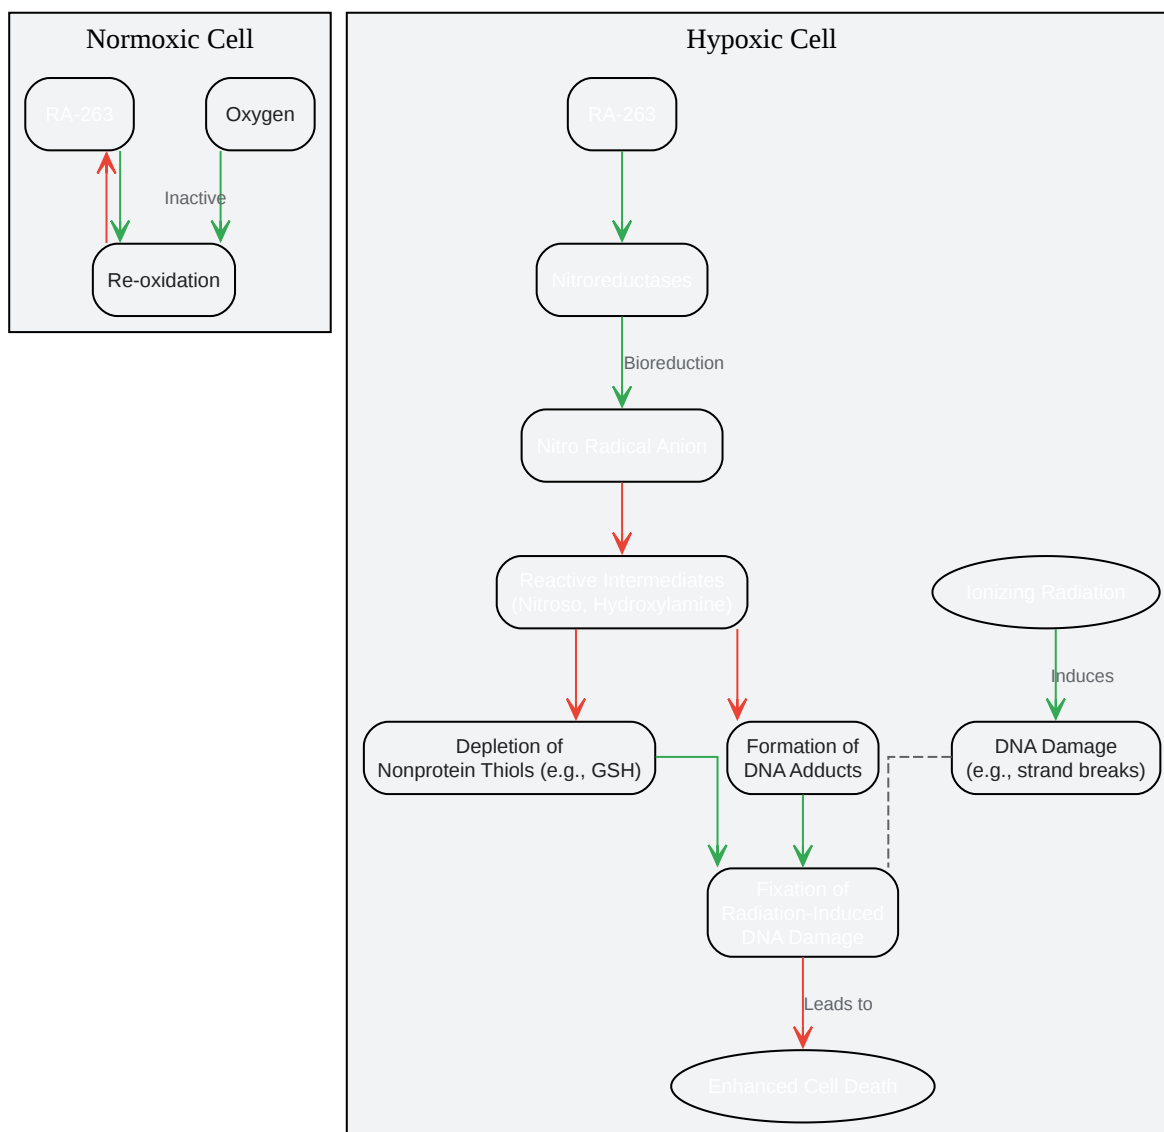 Normoxic Cell
RA-263
Oxygen
Inactive
Re-oxidation
Hypoxic Cell
RA-263
Nitroreductases
Bioreduction
Nitro Radical Anion
Reactive Intermediates
(Nitroso, Hydroxylamine)
Ionizing Radiation
Induces
Depletion of
Nonprotein Thiols (e.g., GSH)
Formation of
DNA Adducts
DNA Damage
(e.g., strand breaks)
Fixation of
Radiation-Induced
DNA Damage
Leads to
Enhanced Cell Death